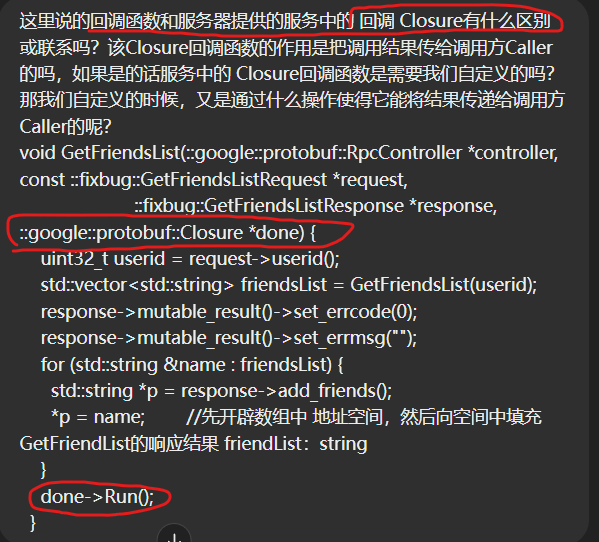 这里说的回调函数和服务器提供的服务中的 回调 Closure有什么区别
或联系吗？该Closure回调函数的作用是把调用结果传给调用方Caller
的吗，如果是的话服务中的 Closure回调函数是需要我们自定义的吗？
那我们自定义的时候，又是通过什么操作使得它能将结果传递给调用方
Caller的呢？
void GetFriendsList(::google::protobuf::RpcController *controller,
const ::fixbug::GetFriendsListRequest *request,
::fixbug::GetFriendsListResponse *response,
::google::protobuf::Closure *done) {
uint32_t userid = request->userid();
std::vector<std::string> friendsList = GetFriendsList(userid);
response->mutable_result()->set_errcode(0);
response->mutable_result()->set_errmsg("");
for (std::string &name : friendsList) {
std::string *p = response->add_friends();
*p = name; //先开辟数组中 地址空间，然后向空间中填充
GetFriendList的响应结果 friendList：string
}
done->Run();
}